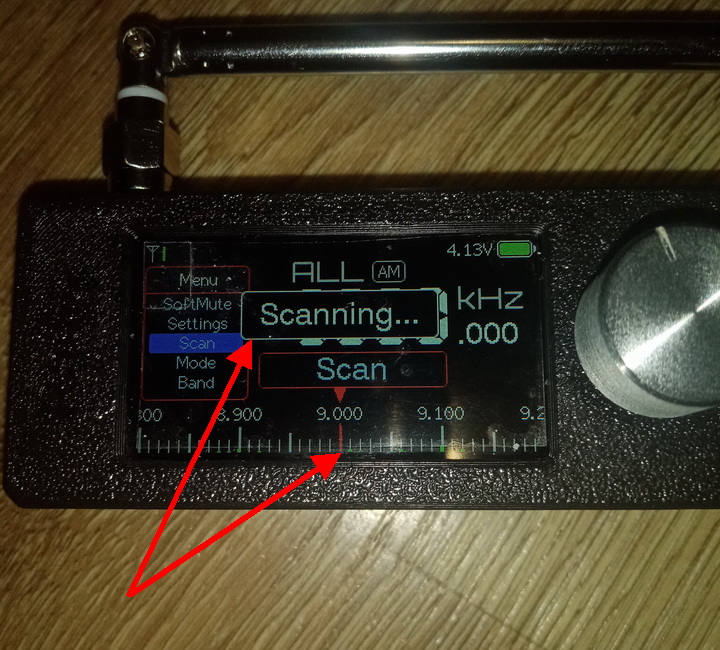 4.13V
ALL AM
Menu
SoftMute
Settings
Scan
Mode
Band
Scanning...
kHz
.000
Scan
8.900 9.000 9.100